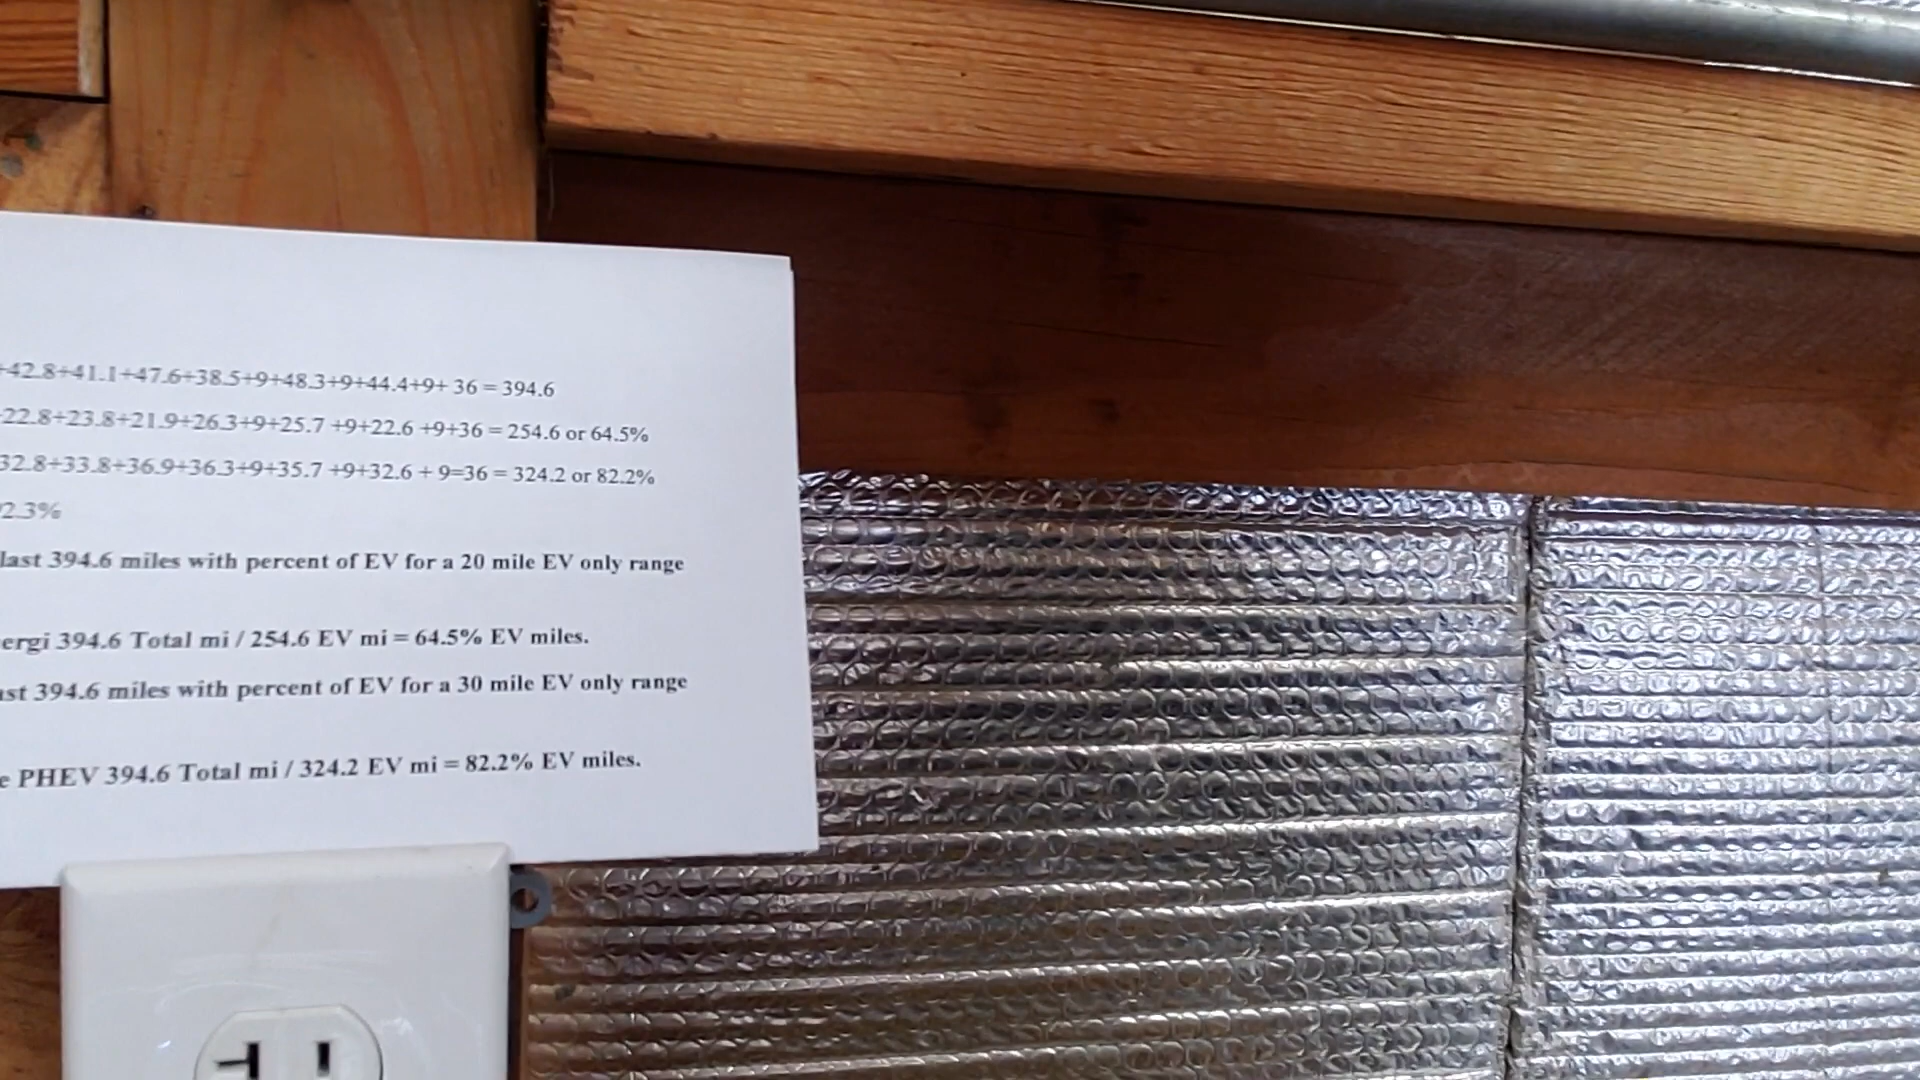 +42.8+41.1+47.6+38.5+9+48.3+9+44.4+9+ 36 = 394.6
22.8+23.8+21.9+26.3+9+25.7 +9+22.6 +9+36 = 254.6 or 64.5%
32.8+33.8+36.9+36.3+9+35.7 +9+32.6 + 9=36 = 324.2 or 82.2%
2.3%
last 394.6 miles with percent of EV for a 20 mile EV only range
ergi 394.6 Total mi / 254.6 EV mi = 64.5% EV miles.
ast 394.6 miles with percent of EV for a 30 mile EV only range
e PHEV 394.6 Total mi / 324.2 EV mi = 82.2% EV miles.